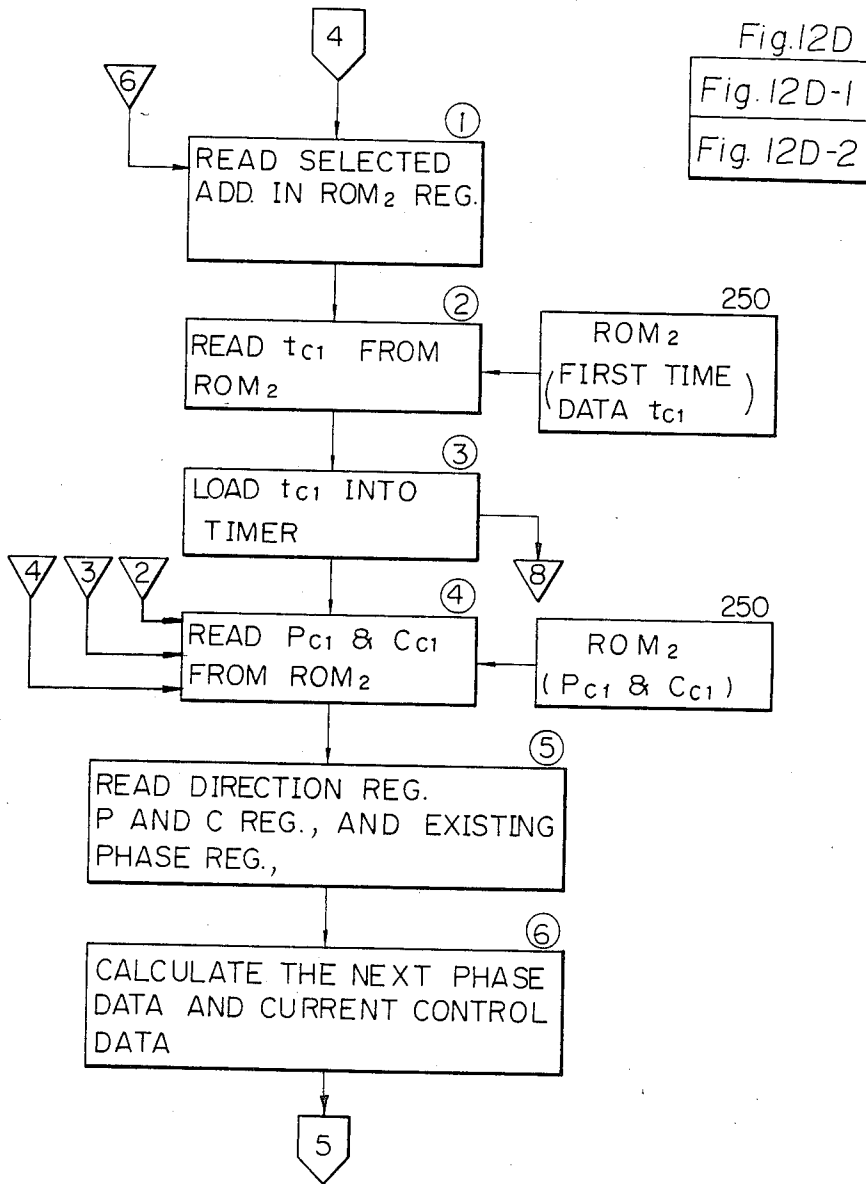 4
Fig.12D
Fig.12D-1
Fig.12D-2
6
①
READ SELECTED
ADD. IN ROM₂ REG.
②
READ tC1 FROM
ROM₂
250
ROM₂
(FIRST TIME
DATA tC1)
③
LOAD tC1 INTO
TIMER
8
4
3
2
④
READ PC1 & CC1
FROM ROM₂
250
ROM₂
(PC1 & CC1)
⑤
READ DIRECTION REG.
P AND C REG., AND EXISTING
PHASE REG.,
⑥
CALCULATE THE NEXT PHASE
DATA AND CURRENT CONTROL
DATA
5